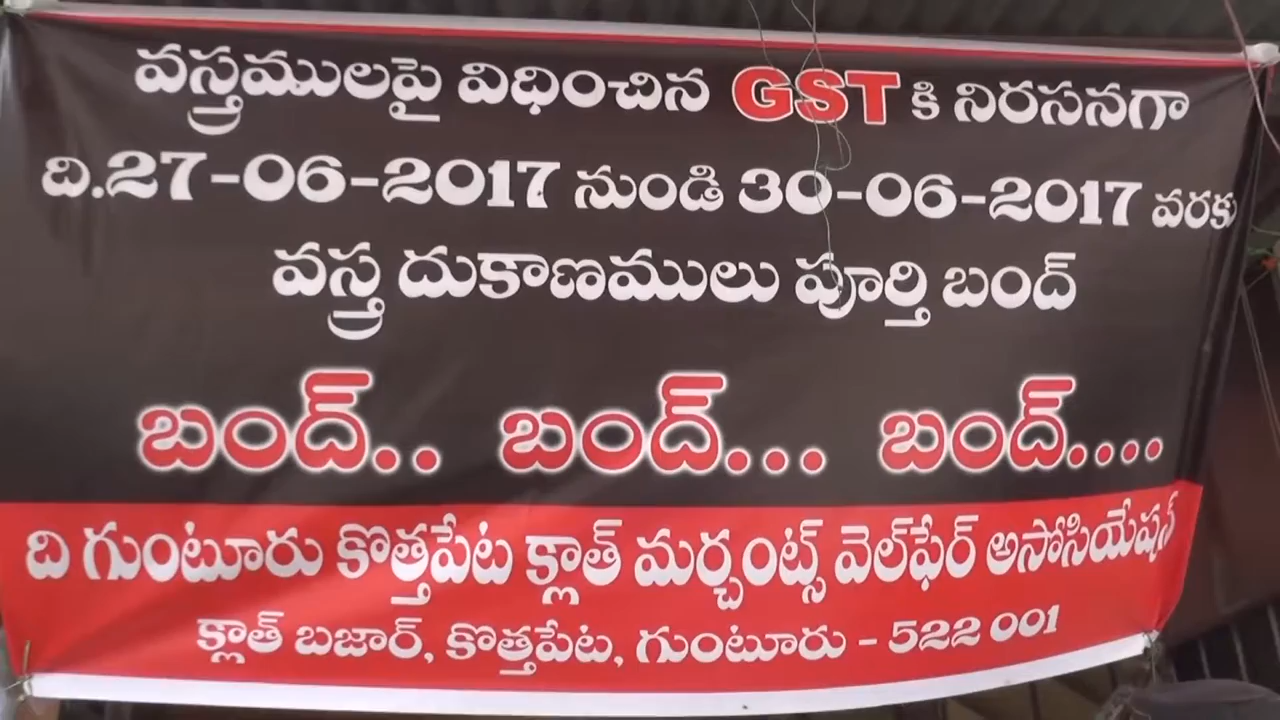 వస్త్రములపై విధించిన GST కి నిరసనగా
ది.27-06-2017 నుండి 30-06-2017 వరకు
వస్త్ర దుకాణములు పూర్తి బంద్
బంద్.. బంద్... బంద్....
ది గుంటూరు కొత్తపేట క్లాత్ మర్చంట్స్ వెల్‌ఫేర్ అసోసియేషన్
క్లాత్ బజార్, కొత్తపేట, గుంటూరు - 522 001